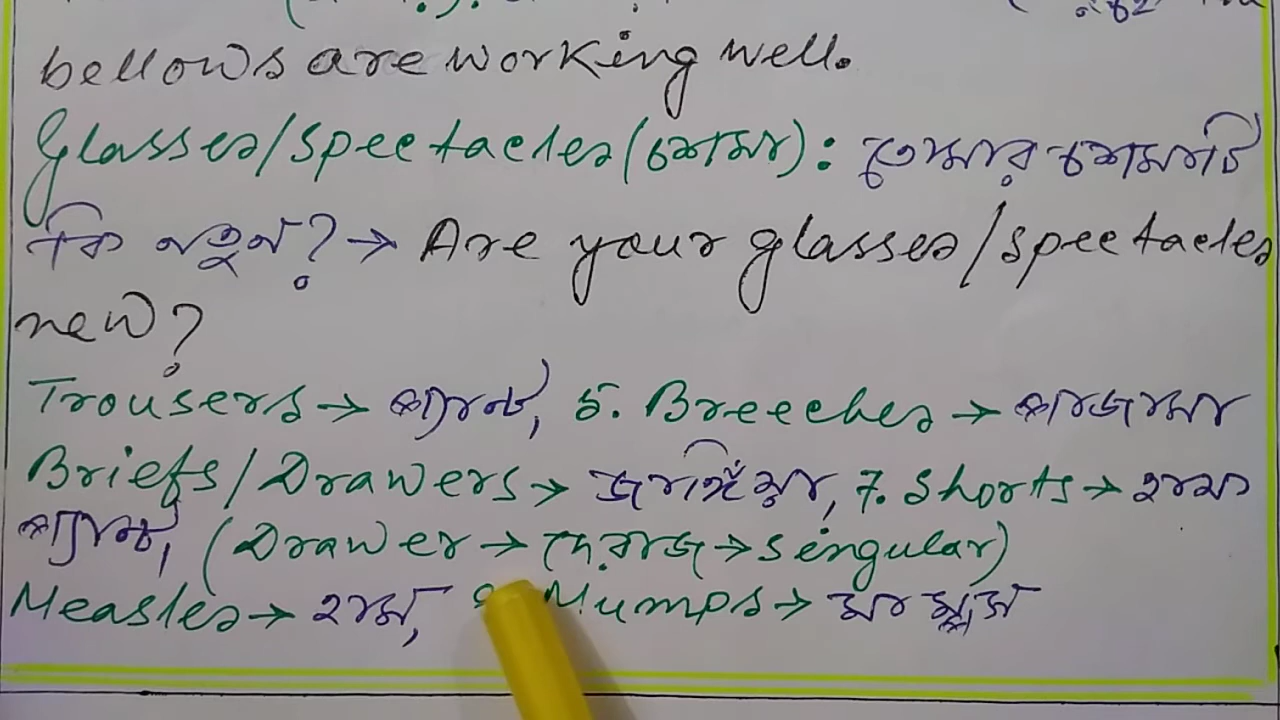 bellows are working well.
Glasses/Spectacles (চশমা): তোমার চশমাটি
কি নতুন? → Are your glasses/spectacles
new?
Trousers → প্যান্ট, 5. Breeches → পাজামা
Briefs/Drawers → জাঙ্গিয়া, 7. Shorts → হাফ
প্যান্ট, (Drawer → দেরাজ → singular)
Measles → হাম, Mumps → মাম্পস